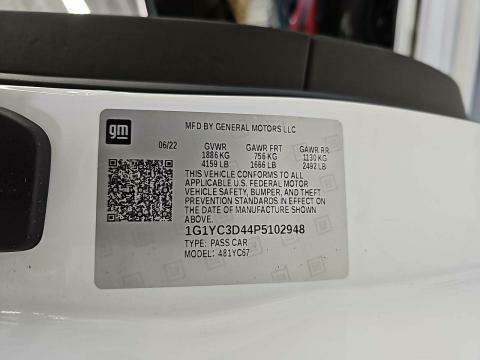 gm
MFD BY GENERAL MOTORS LLC
06/22 GVWR GAWR FRT GAWR RR
1886 KG 756 KG 1130 KG
4159 LB 1666 LB 2492 LB
THIS VEHICLE CONFORMS TO ALL
APPLICABLE U.S. FEDERAL MOTOR
VEHICLE SAFETY, BUMPER, AND THEFT
PREVENTION STANDARDS IN EFFECT ON
THE DATE OF MANUFACTURE SHOWN
ABOVE.
1G1YC3D44P5102948
TYPE: PASS CAR
MODEL: 481YC67